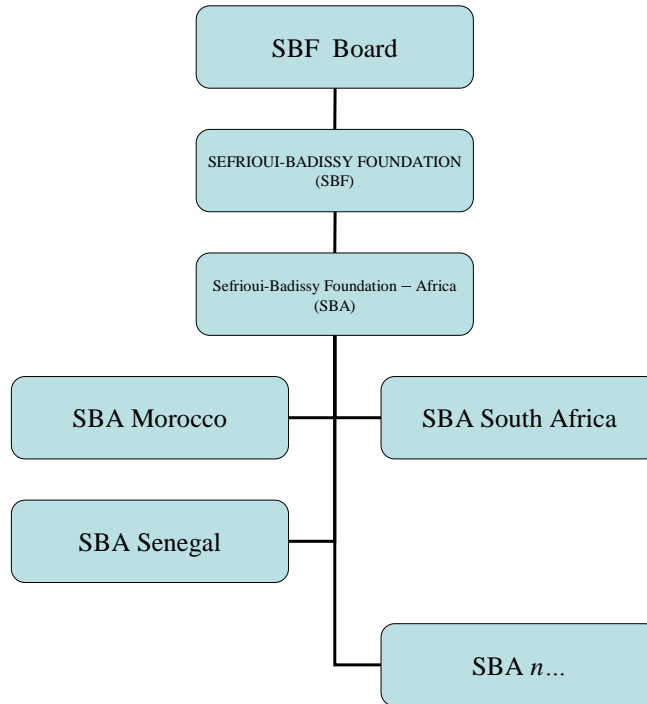 SBF Board
SEFRIOUI-BADISSY FOUNDATION
(SBF)
Sefrioui-Badissy Foundation – Africa
(SBA)
SBA Morocco
SBA South Africa
SBA Senegal
SBA n...